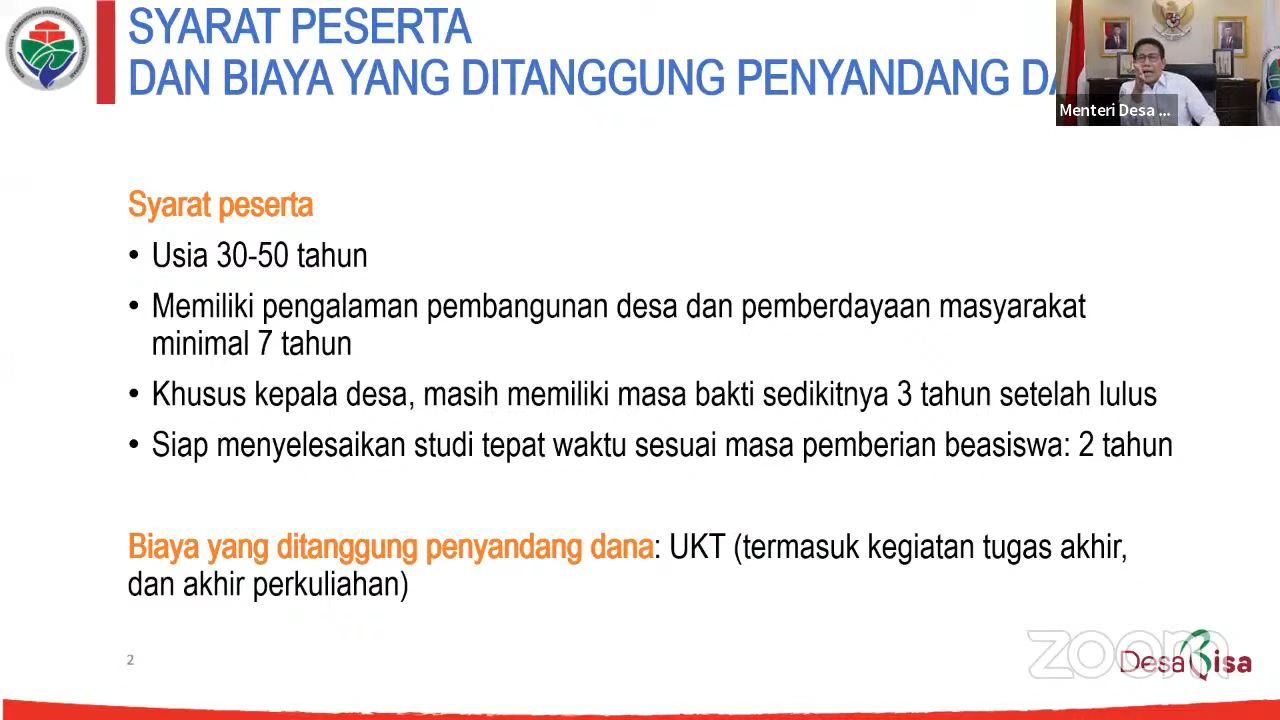 SYARAT PESERTA
DAN BIAYA YANG DITANGGUNG PENYANDANG DA
Menteri Desa ...
Syarat peserta
• Usia 30-50 tahun
• Memiliki pengalaman pembangunan desa dan pemberdayaan masyarakat
minimal 7 tahun
• Khusus kepala desa, masih memiliki masa bakti sedikitnya 3 tahun setelah lulus
• Siap menyelesaikan studi tepat waktu sesuai masa pemberian beasiswa: 2 tahun
Biaya yang ditanggung penyandang dana: UKT (termasuk kegiatan tugas akhir,
dan akhir perkuliahan)
2
zoom
Desa Bisa